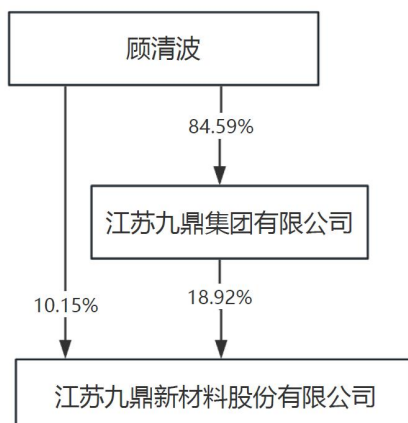 顾清波
84.59%
江苏九鼎集团有限公司
10.15%
18.92%
江苏九鼎新材料股份有限公司